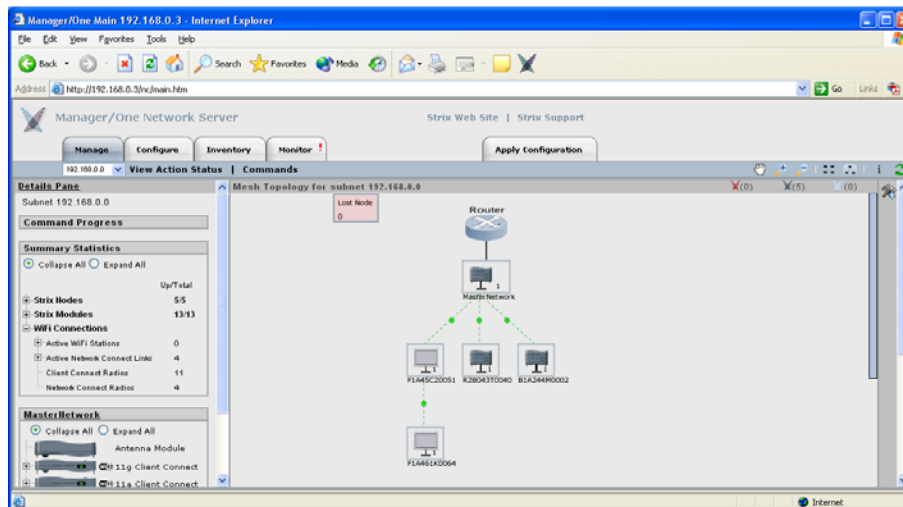 Manager/One Main 192.168.0.3 - Internet Explorer
File Edit View Favorites Tools Help
Back Search Favorites Media
Address http://192.168.0.3/nc/main.htm Go Links
Manager/One Network Server Strix Web Site | Strix Support
Manage Configure Inventory Monitor ! Apply Configuration
192.168.0.0 View Action Status | Commands
Details Pane
Mesh Topology for subnet 192.168.0.0 (0) (5) (0)
Subnet 192.168.0.0
Command Progress
Summary Statistics
Collapse All Expand All
Up/Total
Strix Nodes 5/5
Strix Modules 13/13
WiFi Connections
Active WiFi Stations 0
Active Network Connect Links 4
Client Connect Radios 11
Network Connect Radios 4
MasterNetwork
Collapse All Expand All
Antenna Module
11g Client Connect
11a Client Connect
Lost Node
0
Router
1
MasterNetwork
1 1 1
F1A45C20051 R2B043T0040 B1A244M0002
1
F1A461K0064
Internet